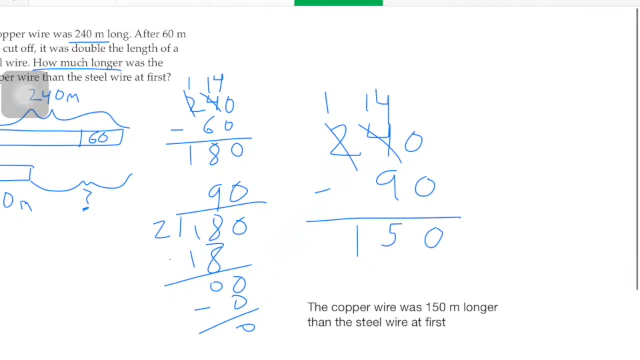 opper wire was 240 m long. After 60 m
cut off, it was double the length of a
l wire. How much longer was the
per wire than the steel wire at first?
240m
60
0m
?
1 14
240
- 60
180
90
2 180
18
00
- 0
0
1 14
240
- 90
150
The copper wire was 150 m longer
than the steel wire at first